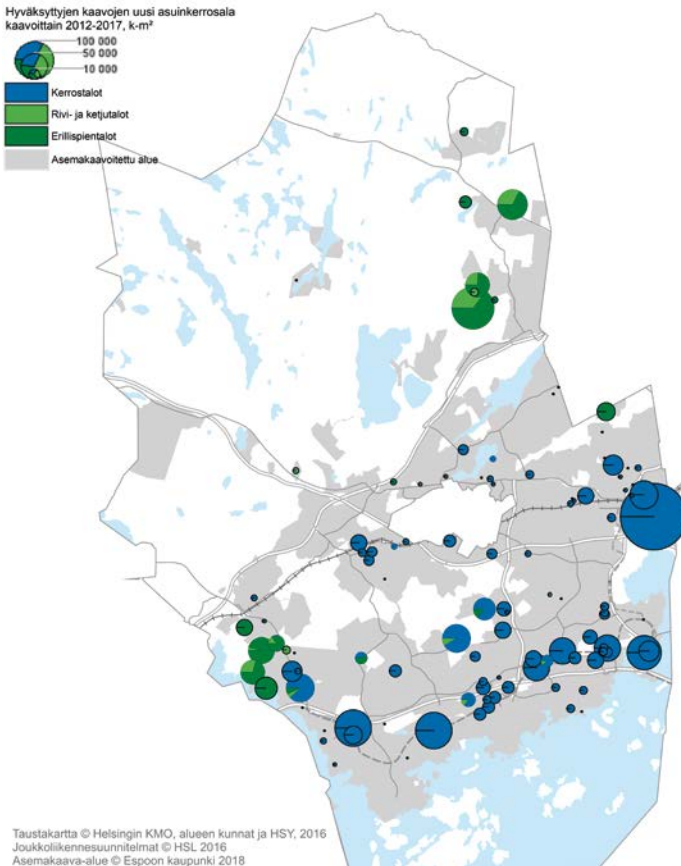 Hyväksyttyjen kaavojen uusi asuinkerrosala
kaavoittain 2012-2017, k-m²
100 000
50 000
10 000
Kerrostalot
Rivi- ja ketjutalot
Erillispientalot
Asemakaavoitettu alue
Taustakartta © Helsingin KMO, alueen kunnat ja HSY, 2016
Joukkoliikennesuunnitelmat © HSL 2016
Asemakaava-alue © Espoon kaupunki 2018